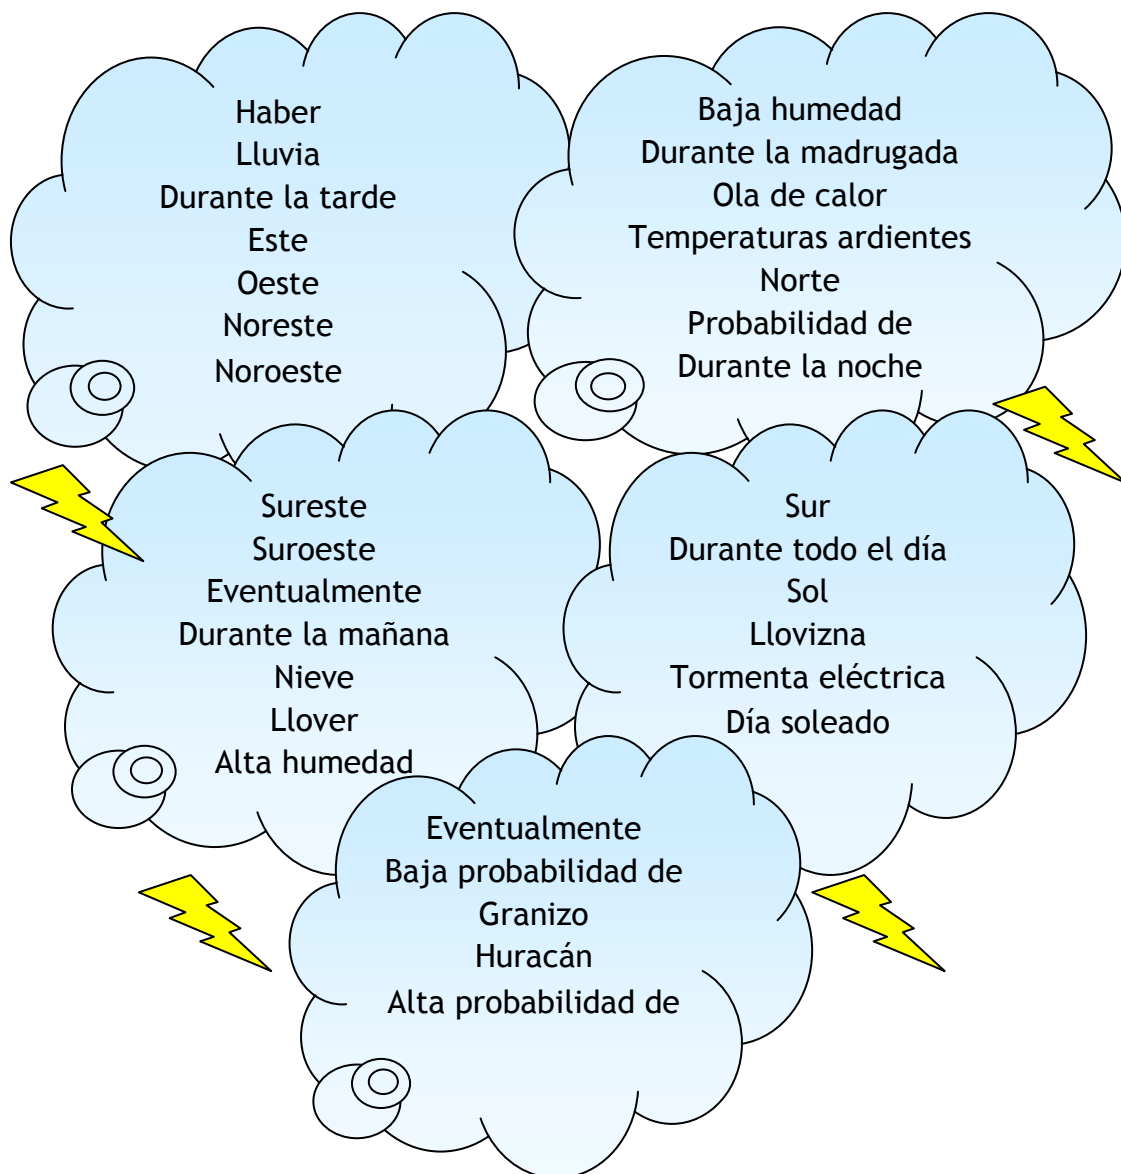 Haber
Lluvia
Durante la tarde
Este
Oeste
Noreste
Noroeste
Baja humedad
Durante la madrugada
Ola de calor
Temperaturas ardientes
Norte
Probabilidad de
Durante la noche
Sureste
Suroeste
Eventualmente
Durante la mañana
Nieve
Llover
Alta humedad
Sur
Durante todo el día
Sol
Llovizna
Tormenta eléctrica
Día soleado
Eventualmente
Baja probabilidad de
Granizo
Huracán
Alta probabilidad de